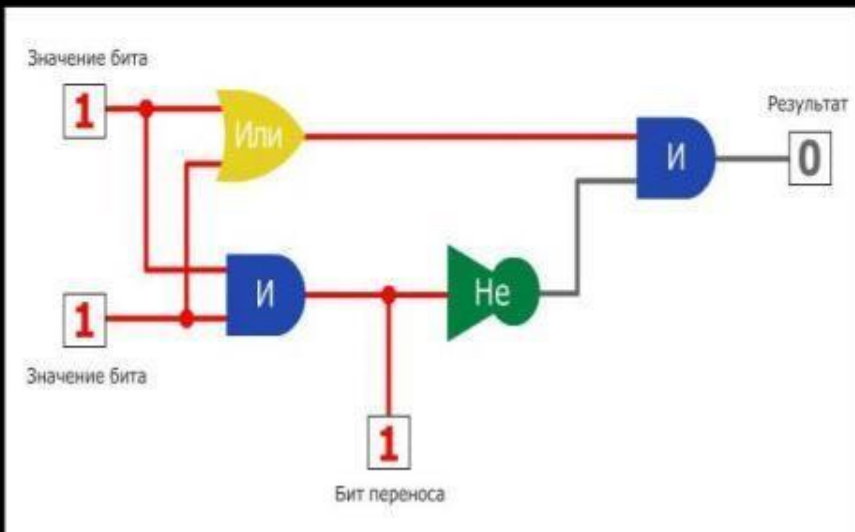 Значение бита
1
Или
И
Результат
0
И
Не
1
Значение бита
1
Бит переноса